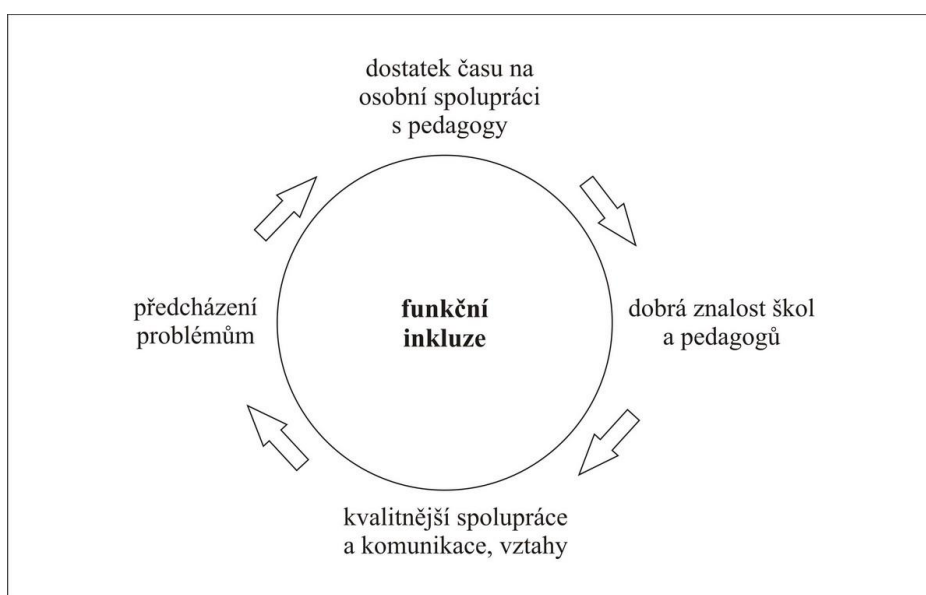 dostatek času na
osobní spolupráci
s pedagogy
předcházení
problémům
funkční
inkluze
dobrá znalost škol
a pedagogů
kvalitnější spolupráce
a komunikace, vztahy